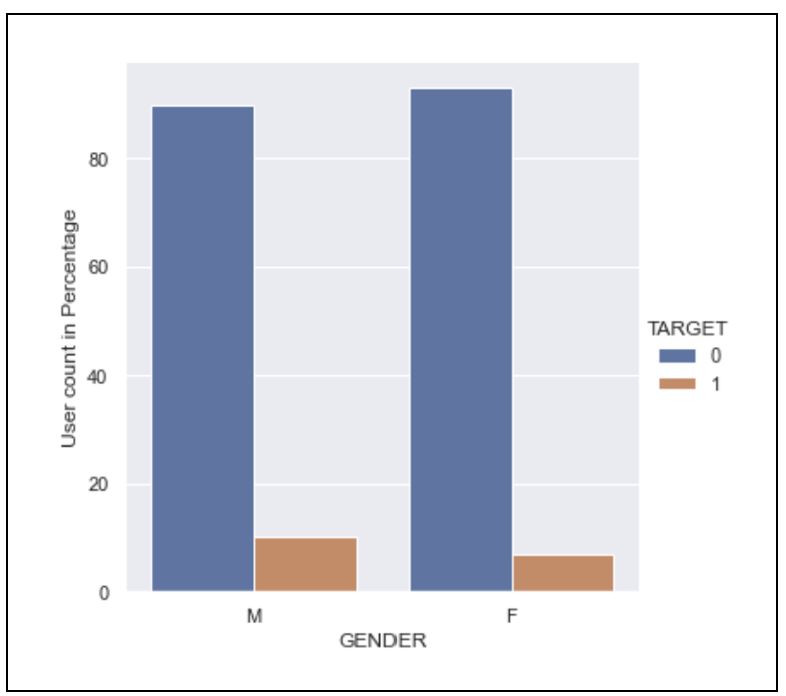 80
60
40
20
0
User count in Percentage
M
F
GENDER
TARGET
0
1